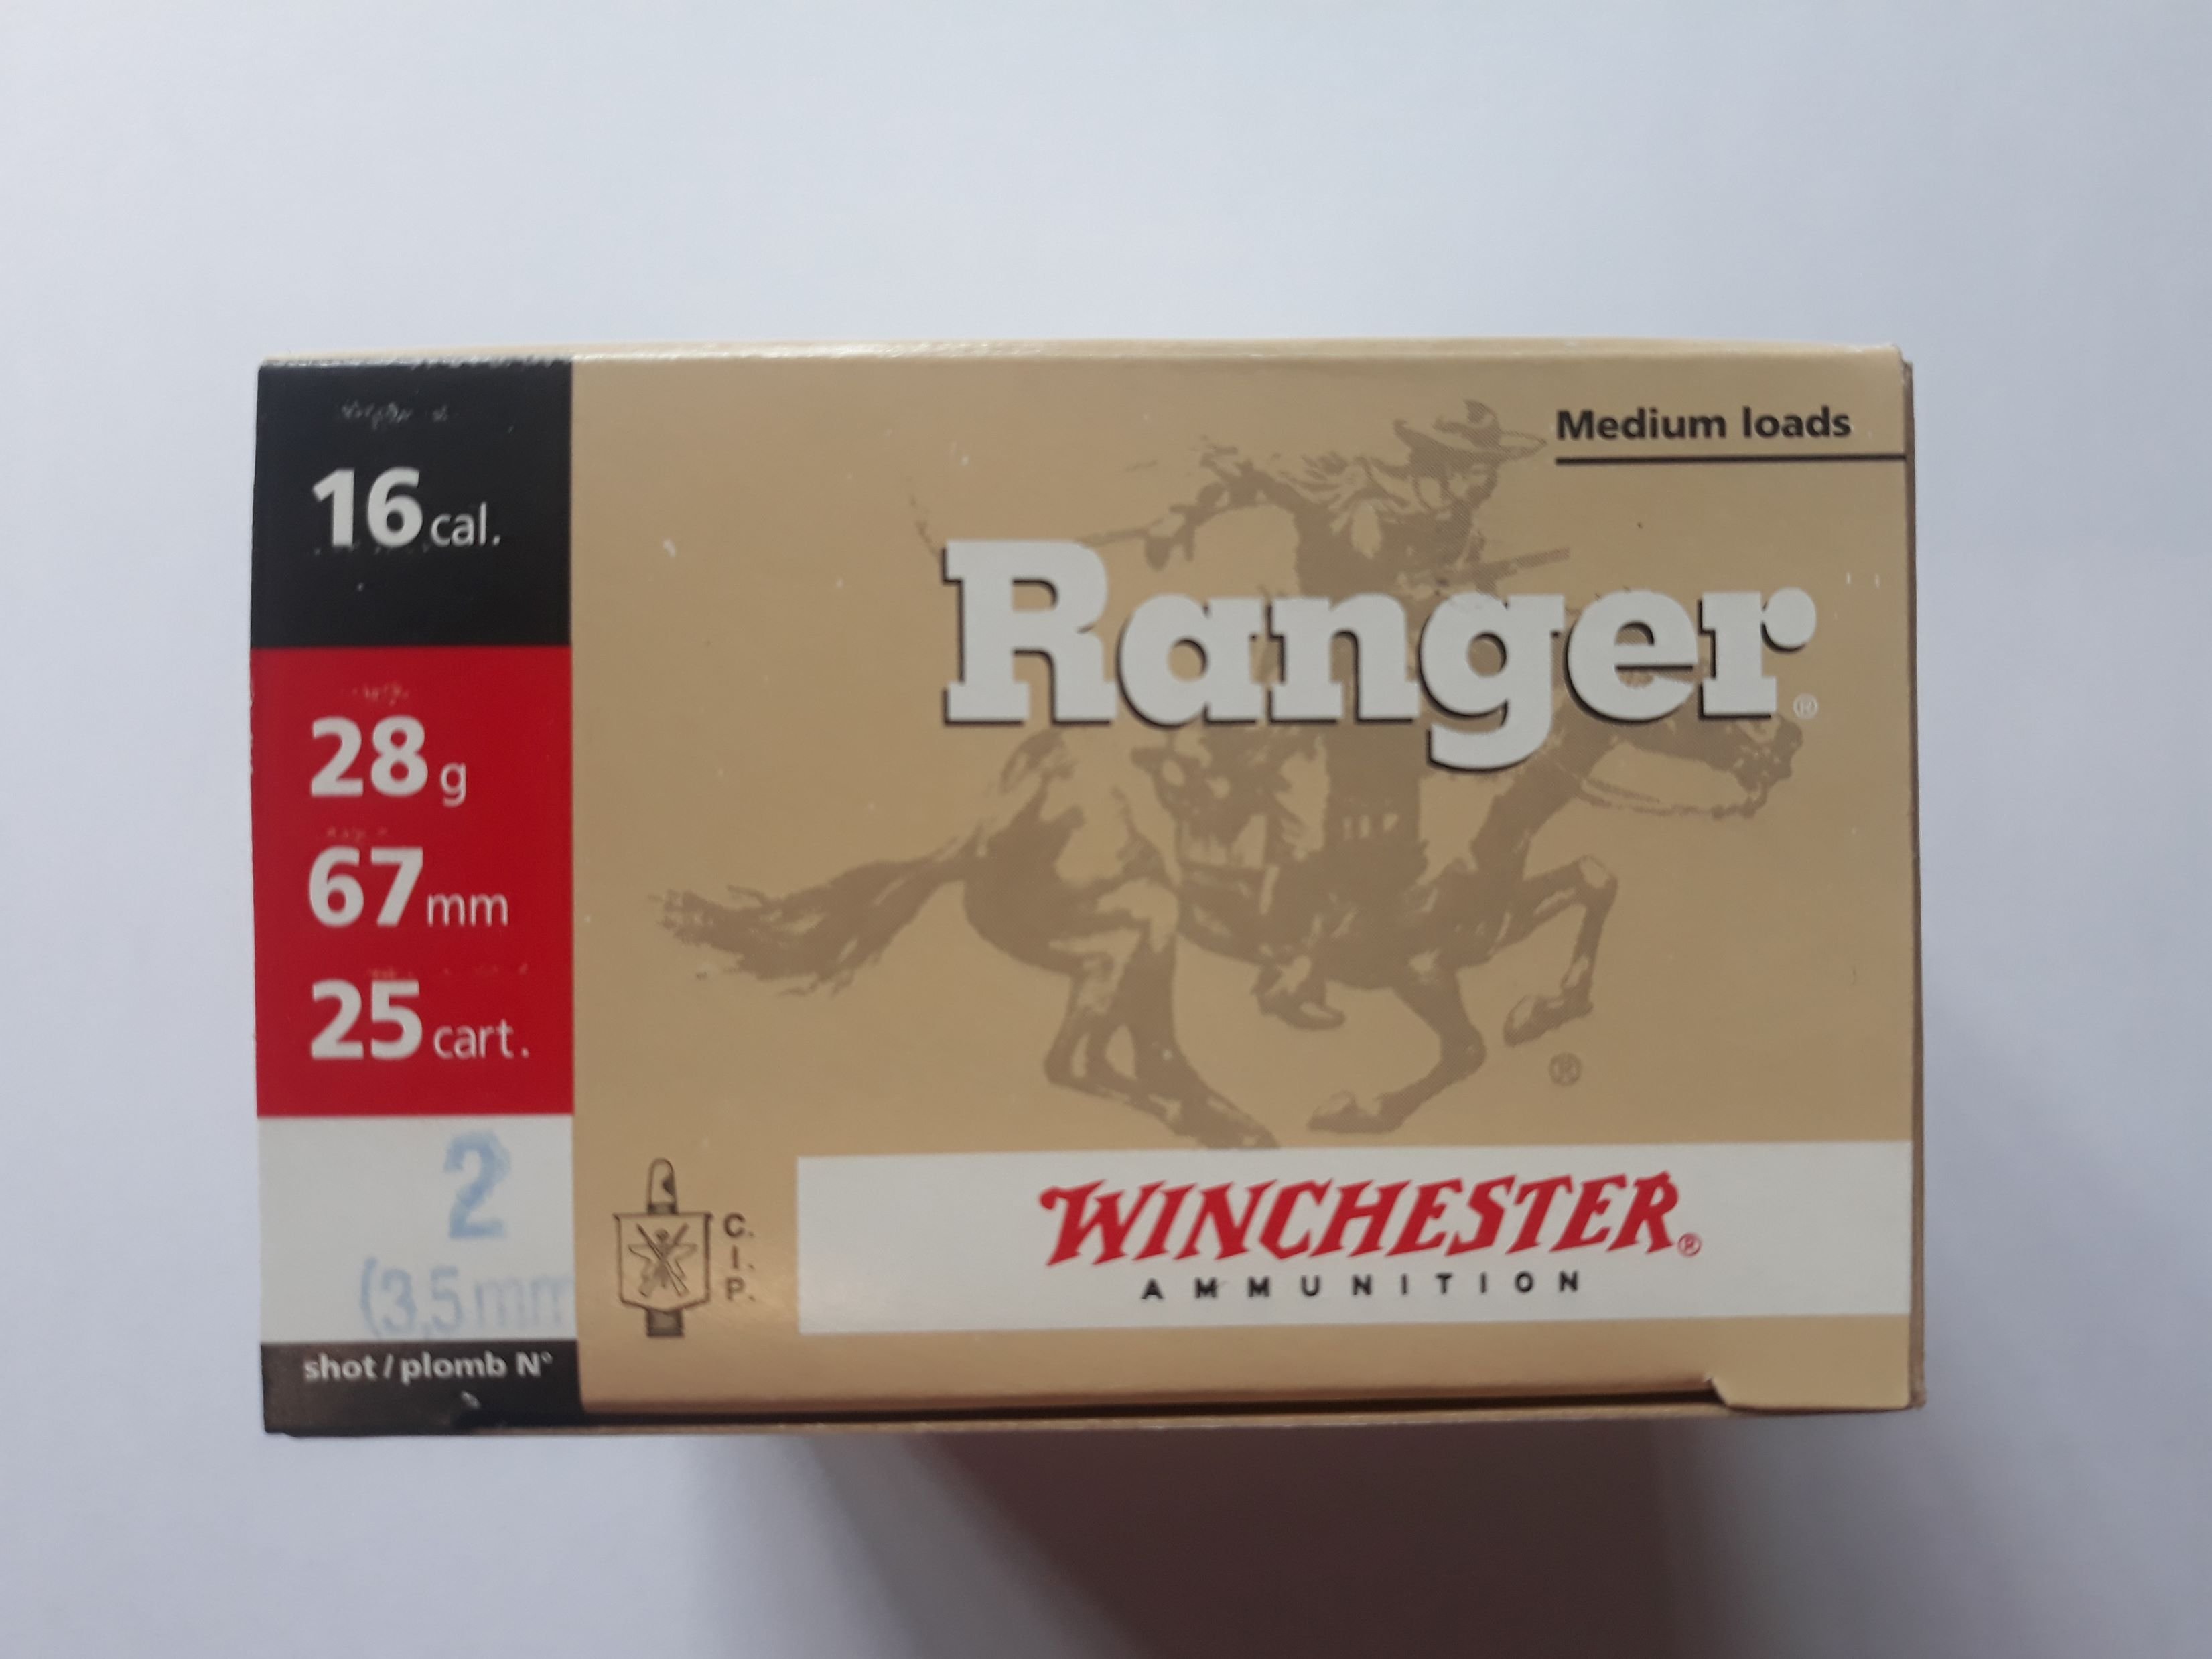 16 cal.
28 g
67 mm
25 cart.
2
(3,5 mm
shot / plomb N°
Medium loads
Ranger®
®
C.
I.
P.
WINCHESTER®
AMMUNITION